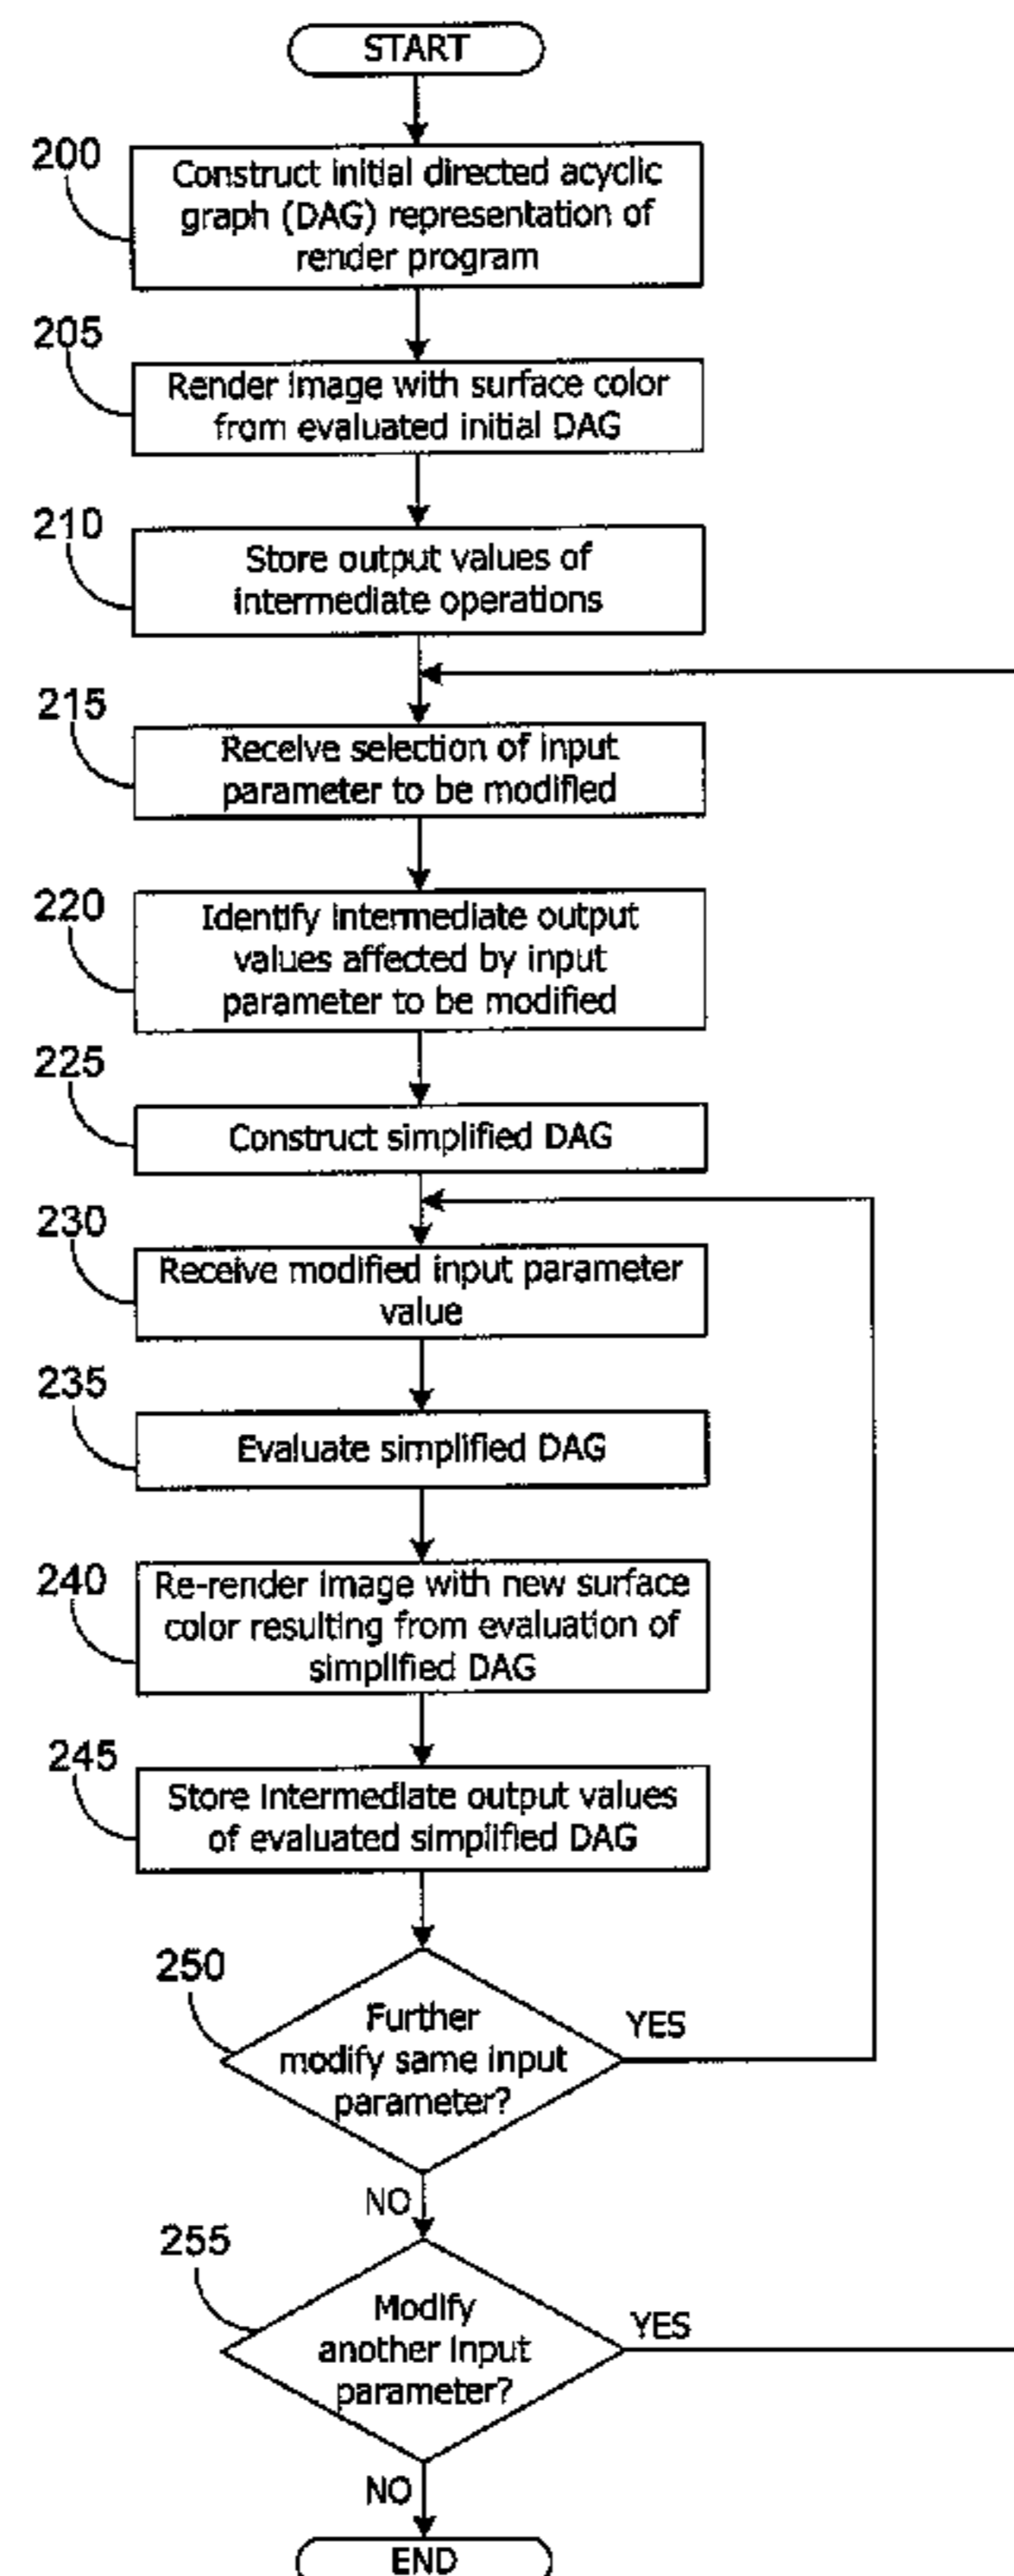 START
200
Construct initial directed acyclic
graph (DAG) representation of
render program
205
Render image with surface color
from evaluated initial DAG
210
Store output values of
intermediate operations
215
Receive selection of input
parameter to be modified
220
Identify intermediate output
values affected by input
parameter to be modified
225
Construct simplified DAG
230
Receive modified input parameter
value
235
Evaluate simplified DAG
240
Re-render image with new surface
color resulting from evaluation of
simplified DAG
245
Store intermediate output values
of evaluated simplified DAG
250
Further
modify same input
parameter?
YES
NO
255
Modify
another input
parameter?
YES
NO
END